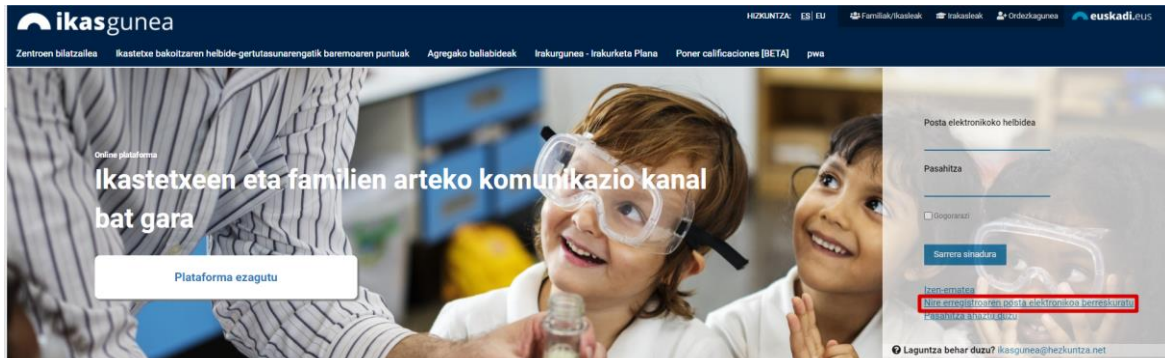 ikasgunea
HIZKUNTZA: ES EU Familiak/Ikasleak Irakasleak Ordezkagunea euskadi.eus
Zentroen bilatzailea Ikastetxe bakoitzaren helbide-gertutasunarengatik baremoaren puntuak Agregako baliabideak Irakurgunea - Irakurketa Plana Poner calificaciones [BETA] pwa
Online plataforma
Ikastetxeen eta familien arteko komunikazio kanal
bat gara
Plataforma ezagutu
Posta elektronikoko helbidea
Pasahitza
Gogorarazi
Sarrera sinadura
Izen-ematea
Nire erregistroaren posta elektronikoa berreskuratu
Pasahitza ahaztu duzu
Laguntza behar duzu? ikasgunea@hezkuntza.net